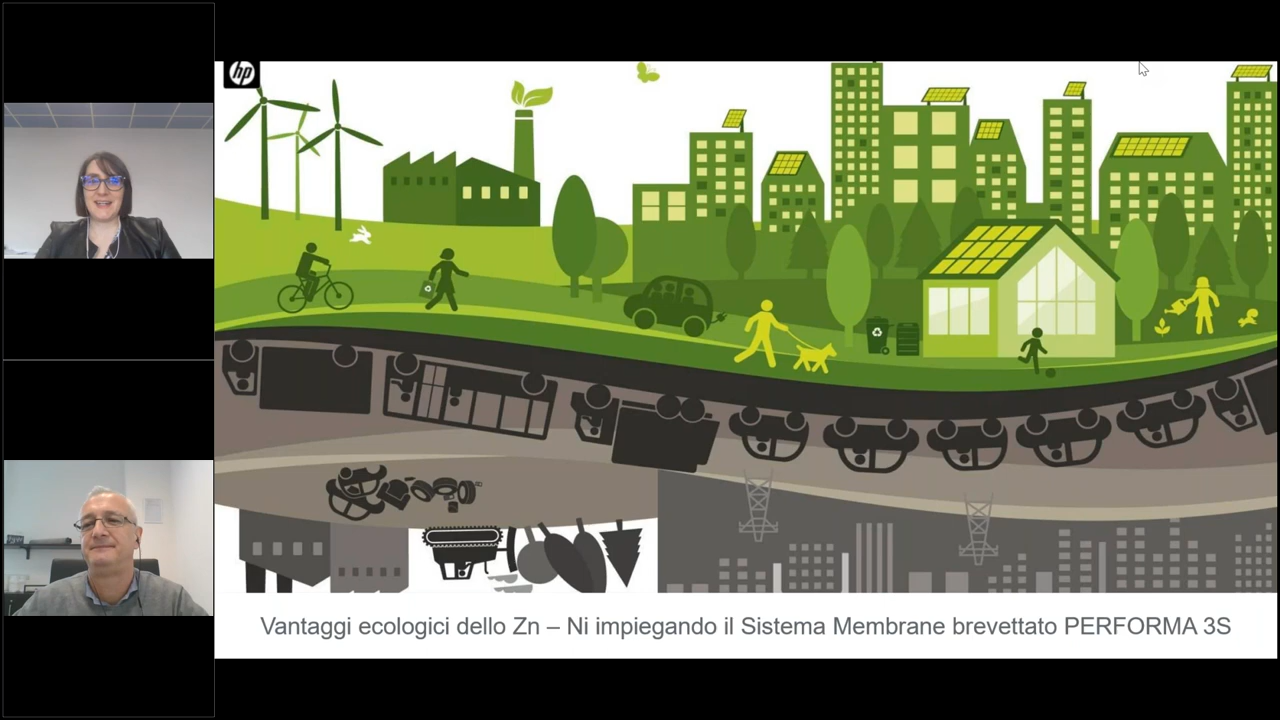 hp
Vantaggi ecologici dello Zn – Ni impiegando il Sistema Membrane brevettato PERFORMA 3S